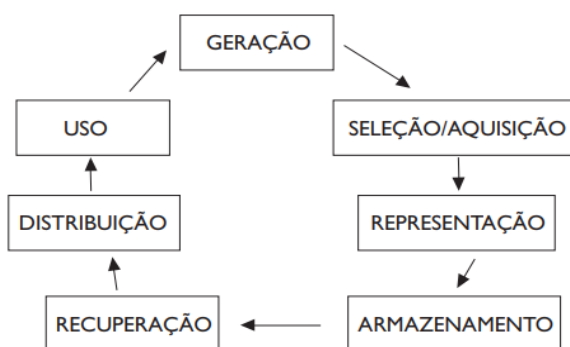 GERAÇÃO
USO
SELEÇÃO/AQUISIÇÃO
DISTRIBUIÇÃO
REPRESENTAÇÃO
RECUPERAÇÃO
ARMAZENAMENTO